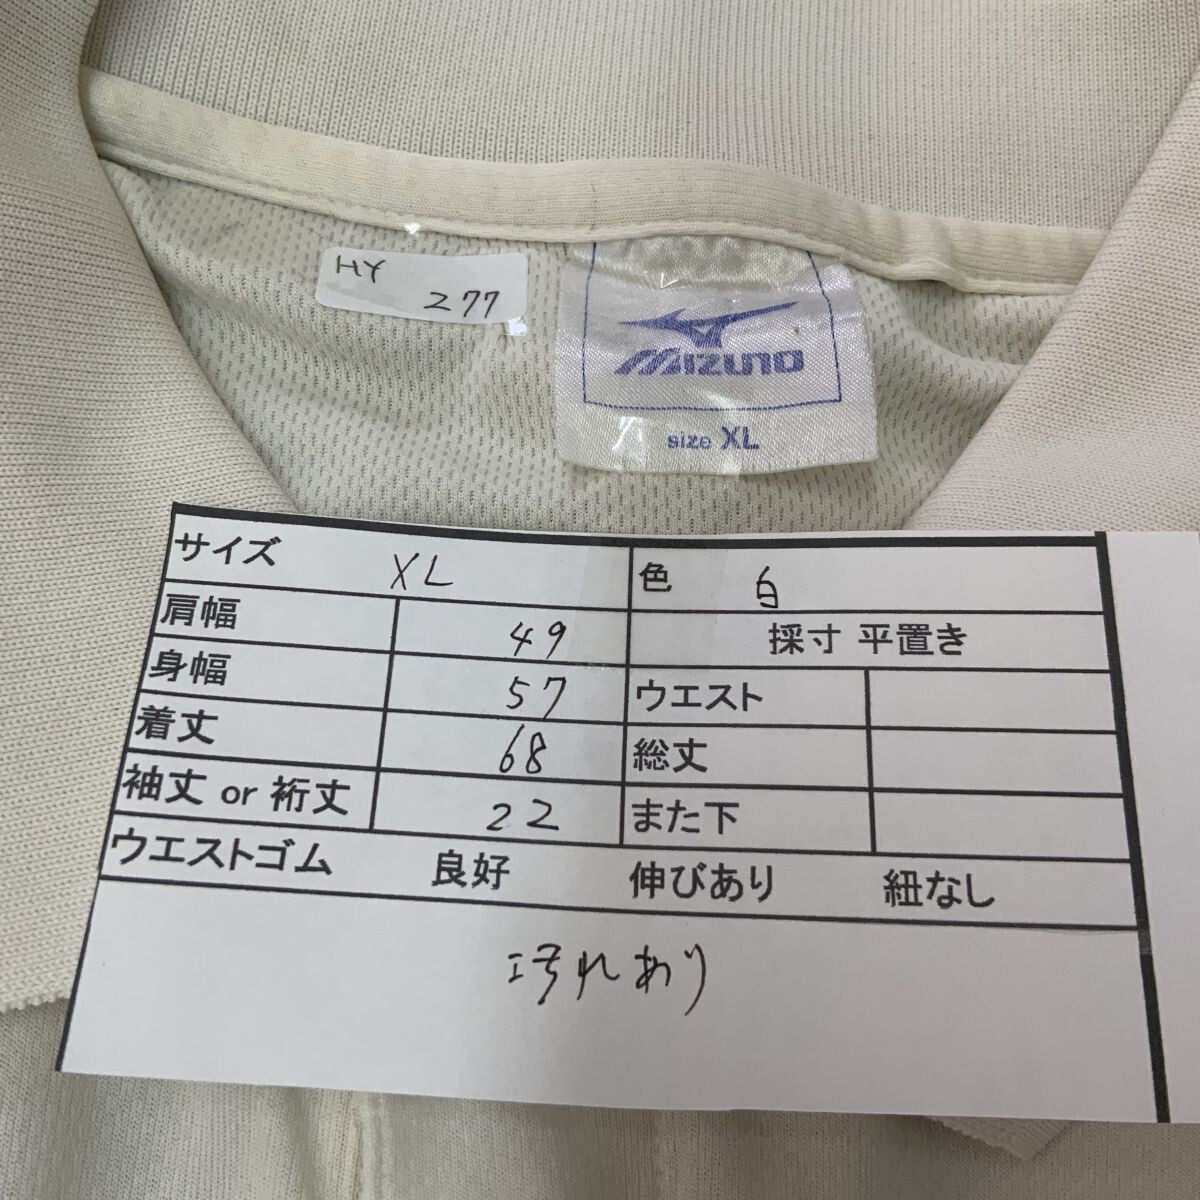 HY
277
MIZUNO
size XL
サイズ XL 色 白
肩幅 49 採寸 平置き
身幅 57 ウエスト
着丈 68 総丈
袖丈 or 裄丈 22 また下
ウエストゴム 良好 伸びあり 紐なし
汚れあり